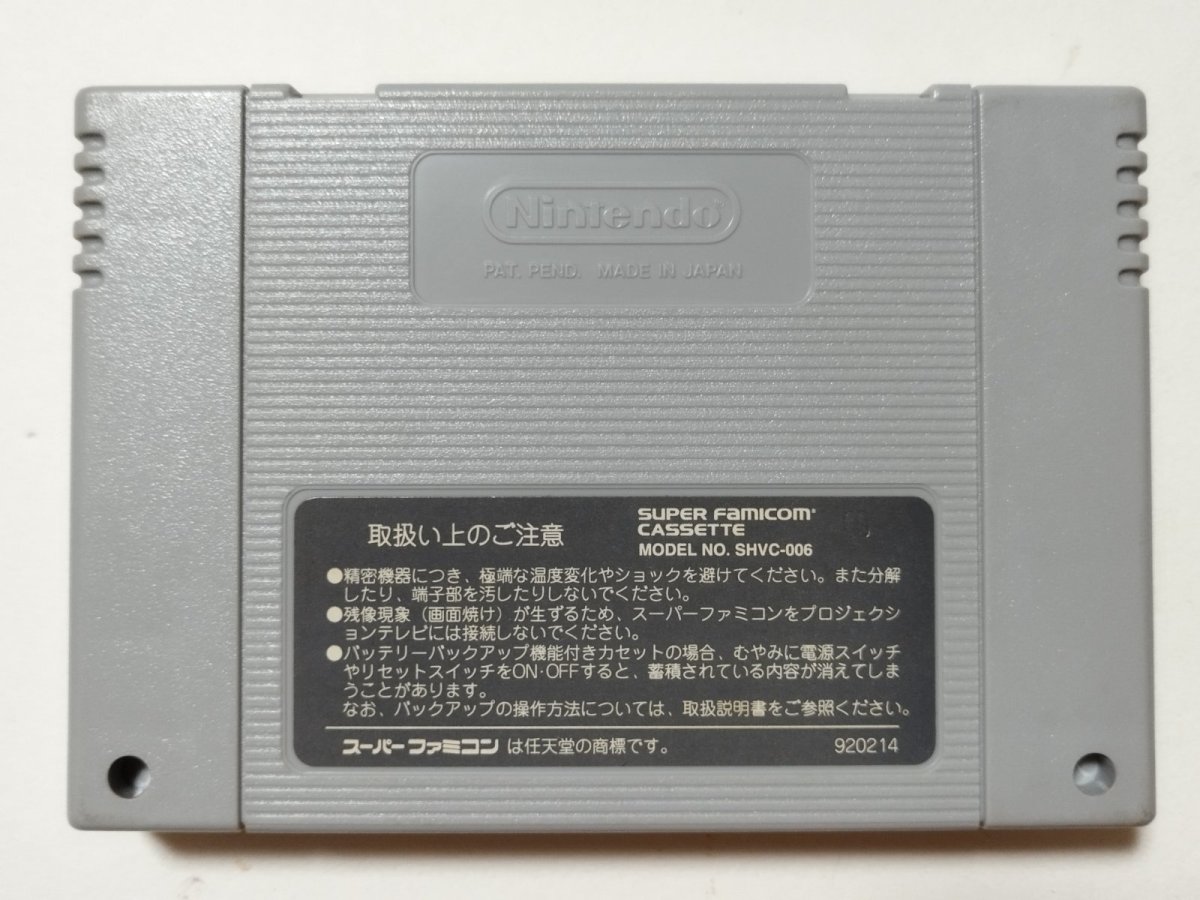 Nintendo®
PAT. PEND. MADE IN JAPAN
取扱い上のご注意
SUPER FAMICOM®
CASSETTE
MODEL NO. SHVC-006
●精密機器につき、極端な温度変化やショックを避けてください。また分解
したり、端子部を汚したりしないでください。
●残像現象（画面焼け）が生ずるため、スーパーファミコンをプロジェクシ
ョンテレビには接続しないでください。
●バッテリーバックアップ機能付きカセットの場合、むやみに電源スイッチ
やリセットスイッチをON·OFFすると、蓄積されている内容が消えてしま
うことがあります。
なお、バックアップの操作方法については、取扱説明書をご参照ください。
スーパーファミコン は任天堂の商標です。
920214